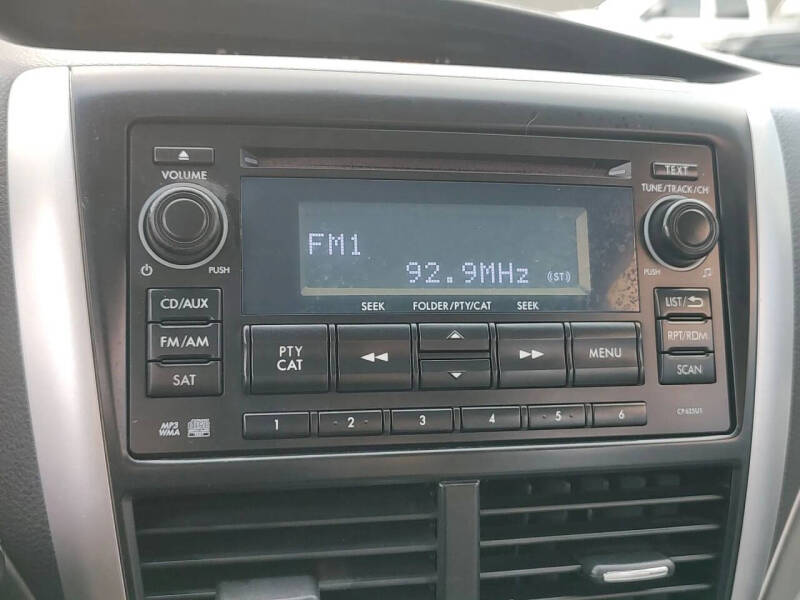 VOLUME
TEXT
TUNE/TRACK/CH
FM1
92.9MHz ((ST))
PUSH
PUSH
SEEK FOLDER/PTY/CAT SEEK
CD/AUX
LIST/
FM/AM
PTY
CAT
MENU
RPT/RDM
SAT
SCAN
MP3
WMA
1 -2- 3 4 -5- 6